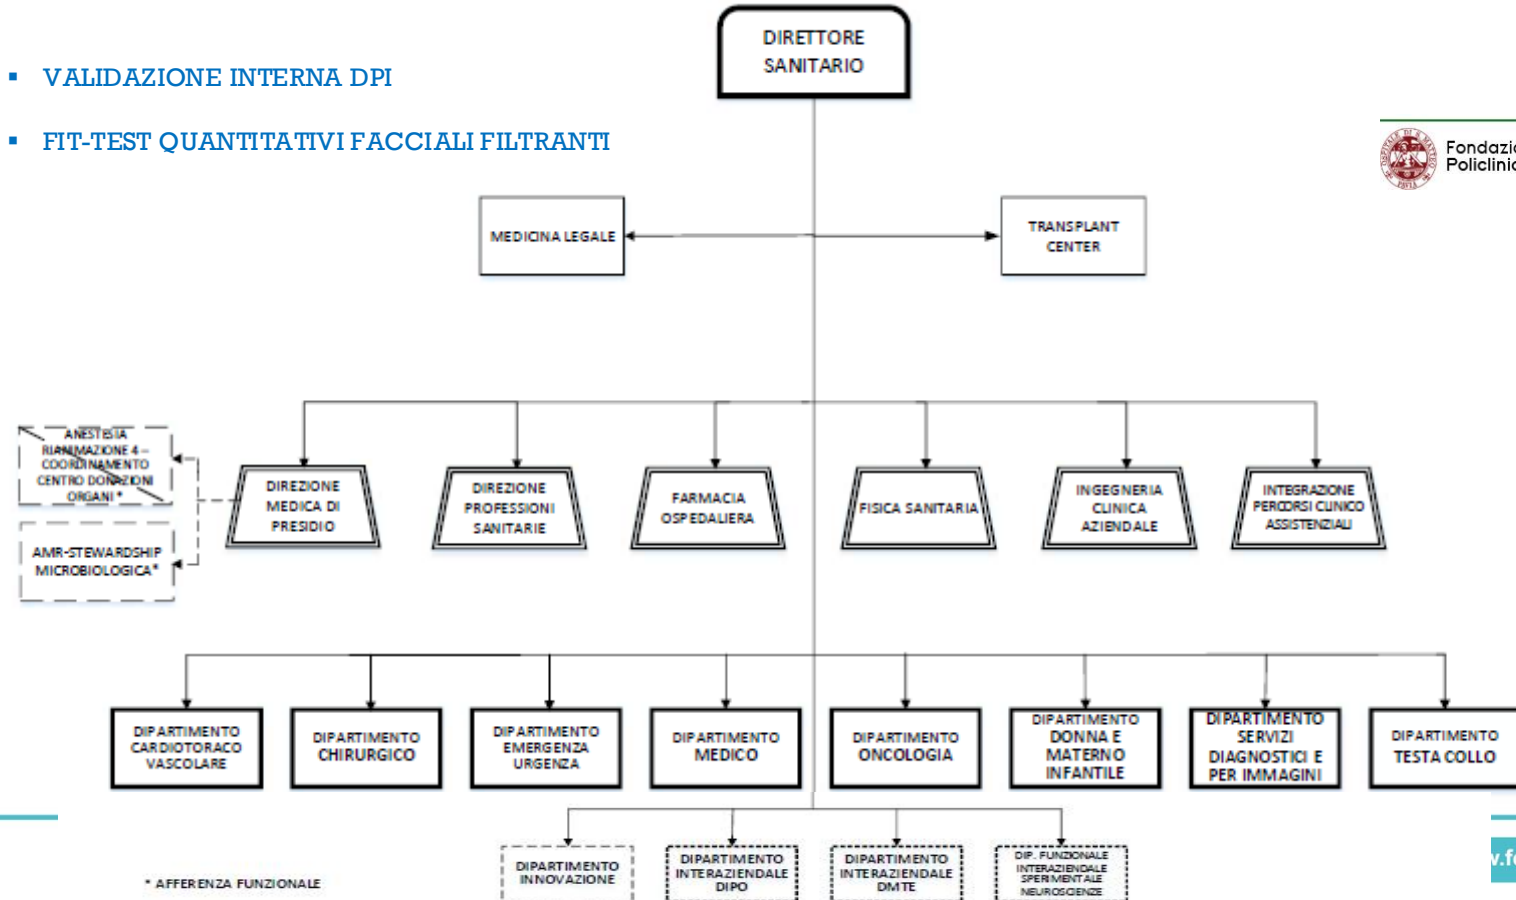 DIRETTORE
SANITARIO
▪ VALIDAZIONE INTERNA DPI
▪ FIT-TEST QUANTITATIVI FACCIALI FILTRANTI
OSPITALE DI S. MATTEO
PAVIA
MEDICINA LEGALE
TRANSPLANT
CENTER
ANESTESIA
RIANIMAZIONE 4 –
COORDINAMENTO
CENTRO DONAZIONI
ORGANI *
AMR-STEWARDSHIP
MICROBIOLOGICA*
DIREZIONE
MEDICA DI
PRESIDIO
DIREZIONE
PROFESSIONI
SANITARIE
FARMACIA
OSPEDALIERA
FISICA SANITARIA
INGEGNERIA
CLINICA
AZIENDALE
INTEGRAZIONE
PERCORSI CLINICO
ASSISTENZIALI
DIPARTIMENTO
CARDIOTORACO
VASCOLARE
DIPARTIMENTO
CHIRURGICO
DIPARTIMENTO
EMERGENZA
URGENZA
DIPARTIMENTO
MEDICO
DIPARTIMENTO
ONCOLOGIA
DIPARTIMENTO
DONNA E
MATERNO
INFANTILE
DIPARTIMENTO
SERVIZI
DIAGNOSTICI E
PER IMMAGINI
DIPARTIMENTO
TESTA COLLO
DIPARTIMENTO
INNOVAZIONE
DIPARTIMENTO
INTERAZIENDALE
DIPO
DIPARTIMENTO
INTERAZIENDALE
DMTE
DIP. FUNZIONALE
INTERAZIENDALE
SPERIMENTALE
NEUROSCIENZE
* AFFERENZA FUNZIONALE